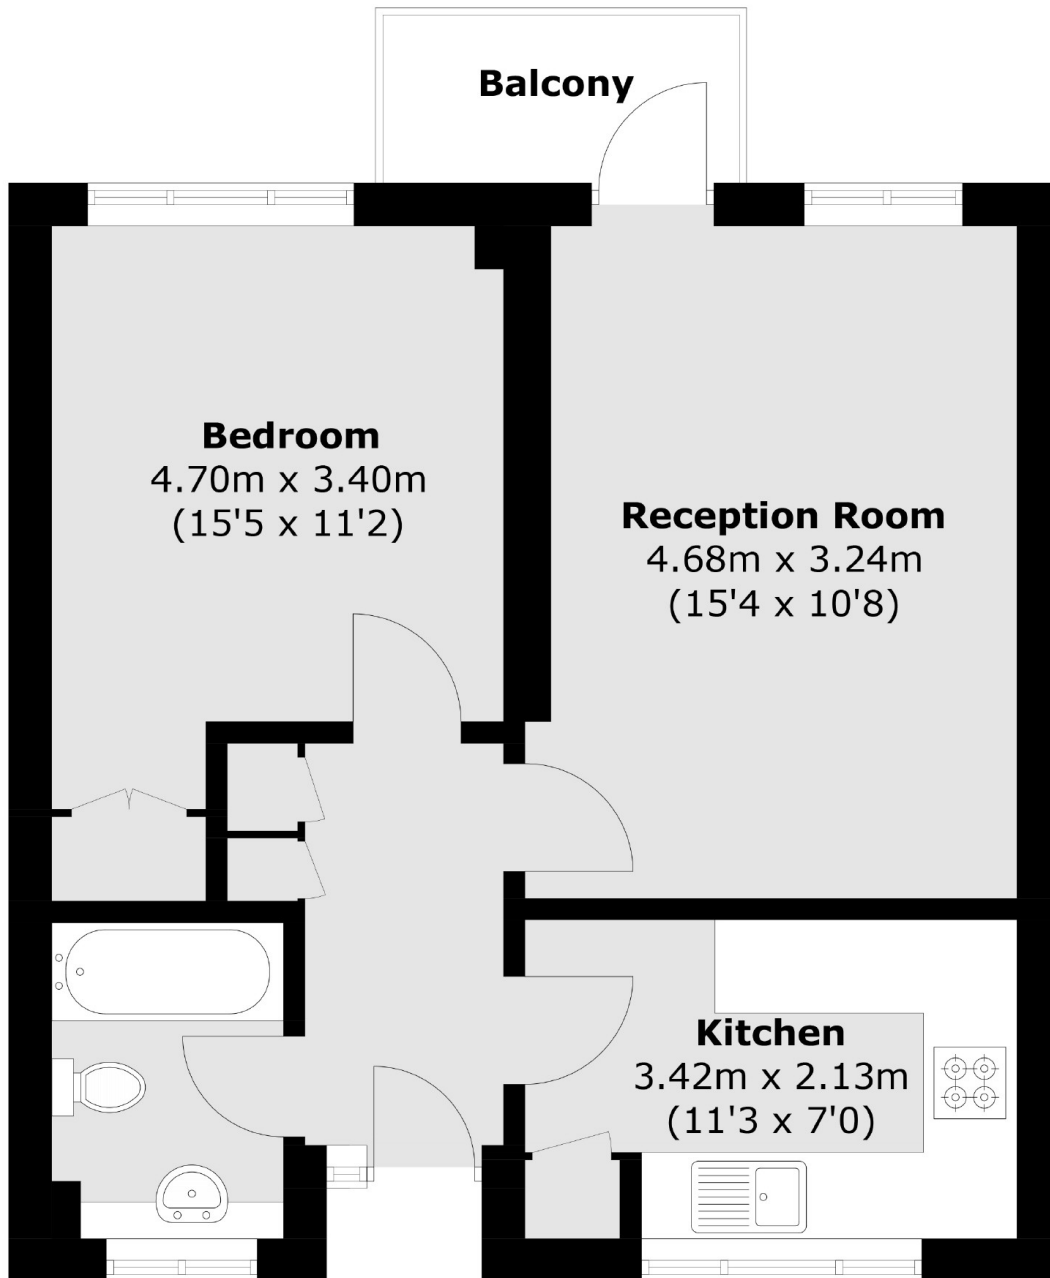 Balcony
Bedroom
4.70m x 3.40m
(15'5 x 11'2)
Reception Room
4.68m x 3.24m
(15'4 x 10'8)
Kitchen
3.42m x 2.13m
(11'3 x 7'0)